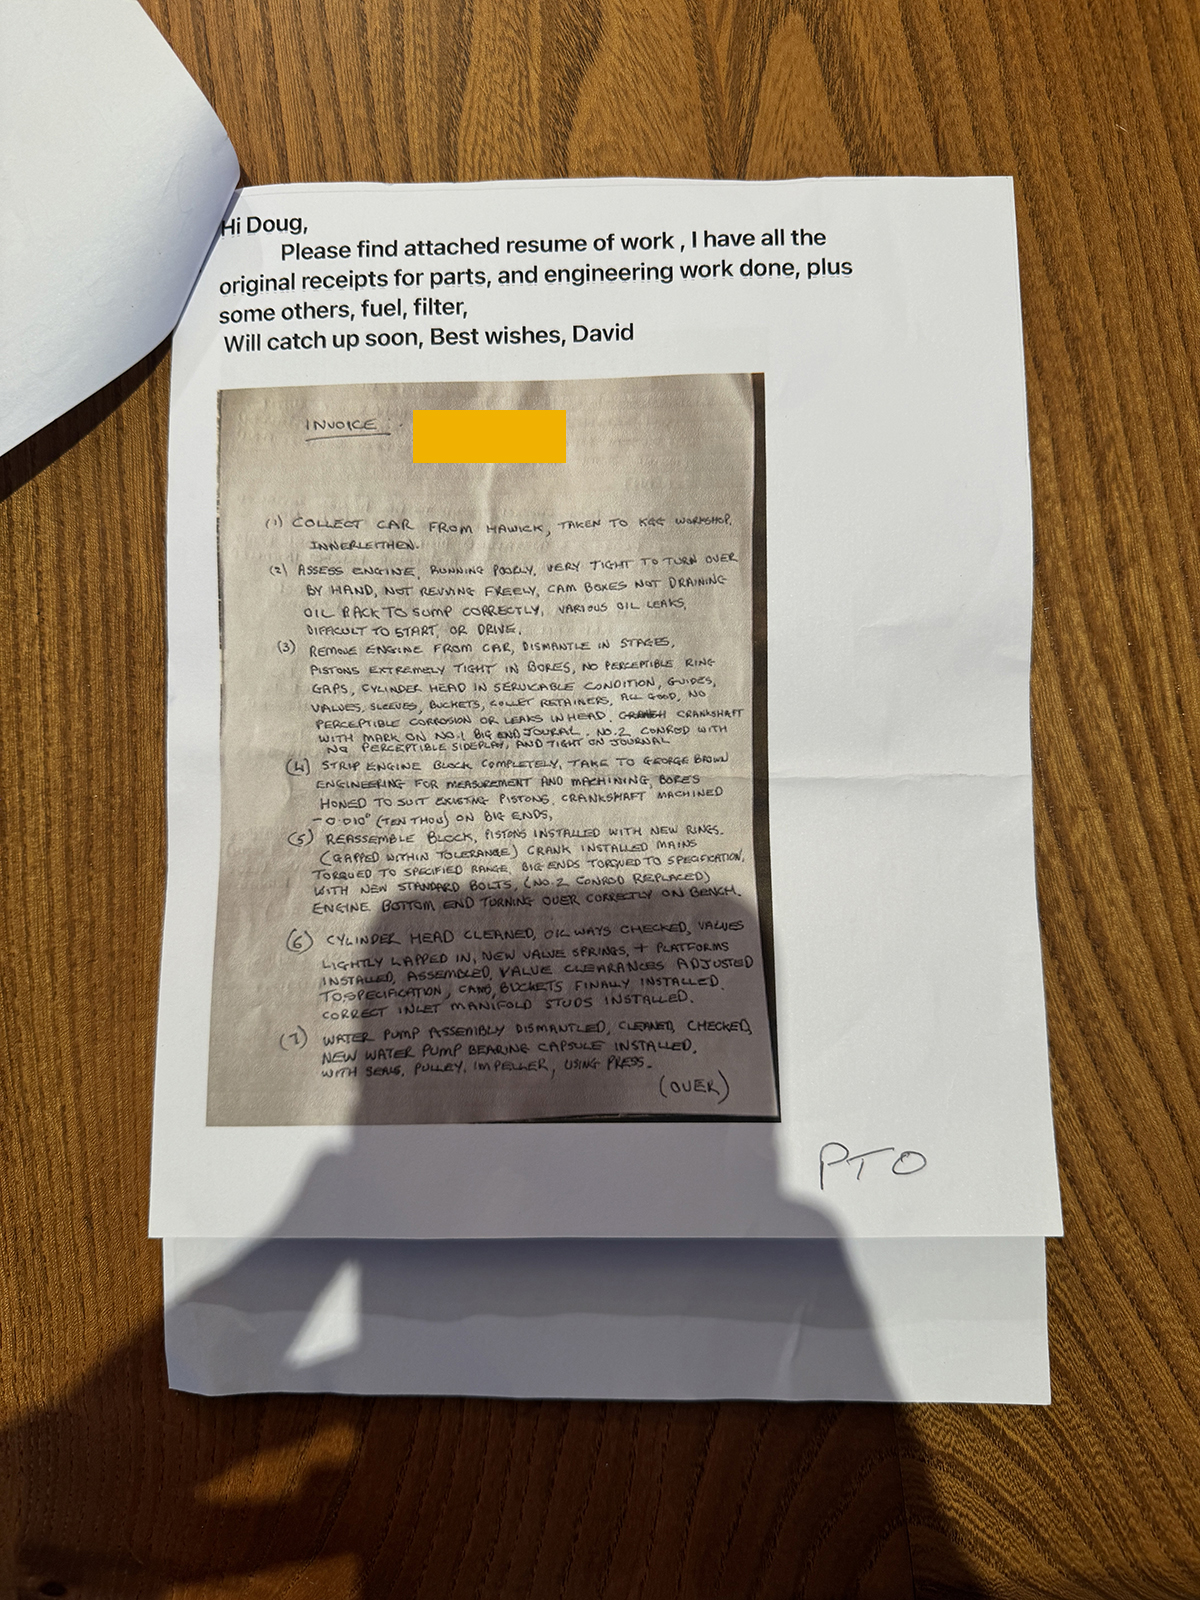 Hi Doug,
Please find attached resume of work , I have all the
original receipts for parts, and engineering work done, plus
some others, fuel, filter,
Will catch up soon, Best wishes, David
INVOICE
(1) COLLECT CAR FROM HAWICK, TAKEN TO WORKSHOP,
INNERLEITHEN.
(2) ASSESS ENGINE, RUNNING POORLY, VERY TIGHT TO TURN OVER
BY HAND, NOT REVVING FREELY, CAM BOXES NOT DRAINING
OIL BACK TO SUMP CORRECTLY, VARIOUS OIL LEAKS,
DIFFICULT TO START, OR DRIVE.
(3) REMOVE ENGINE FROM CAR, DISMANTLE IN STAGES,
PISTONS EXTREMELY TIGHT IN BORES, NO PERCEPTIBLE RING
GAPS, CYLINDER HEAD IN SERVICABLE CONDITION, GUIDES,
VALVES, SLEEVES, BUCKETS, COLLET RETAINERS, ALL GOOD, NO
PERCEPTIBLE CORROSION OR LEAKS IN HEAD. CRANKSHAFT
WITH MARK ON NO.1 BIG END JOURAL. NO.2 CONROD WITH
NO PERCEPTIBLE SIDEPLAY, AND TIGHT ON JOURNAL
(4) STRIP ENGINE BLOCK COMPLETELY, TAKE TO GEORGE BROWN
ENGINEERING FOR MEASUREMENT AND MACHINING, BORES
HONED TO SUIT EXISTING PISTONS, CRANKSHAFT MACHINED
-0.010" (TEN THOU) ON BIG ENDS,
(5) REASSEMBLE BLOCK, PISTONS INSTALLED WITH NEW RINGS.
(GAPPED WITHIN TOLERANCE) CRANK INSTALLED MAINS
TORQUED TO SPECIFIED RANGE, BIG ENDS TORQUED TO SPECIFICATION,
WITH NEW STANDARD BOLTS, (NO.2 CONROD REPLACED)
ENGINE BOTTOM END TURNING OVER CORRECTLY ON BENCH.
(6) CYLINDER HEAD CLEANED, OIL WAYS CHECKED, VALVES
LIGHTLY LAPPED IN, NEW VALVE SPRINGS, + PLATFORMS
INSTALLED, ASSEMBLED, VALVE CLEARANCES ADJUSTED
TO SPECIFICATION, CAMS, BUCKETS FINALLY INSTALLED.
CORRECT INLET MANIFOLD STUDS INSTALLED.
(7) WATER PUMP ASSEMBLY DISMANTLED, CLEANED, CHECKED,
NEW WATER PUMP BEARING CAPSULE INSTALLED,
WITH SEALS, PULLEY, IMPELLER, USING PRESS.
(OVER)
PTO